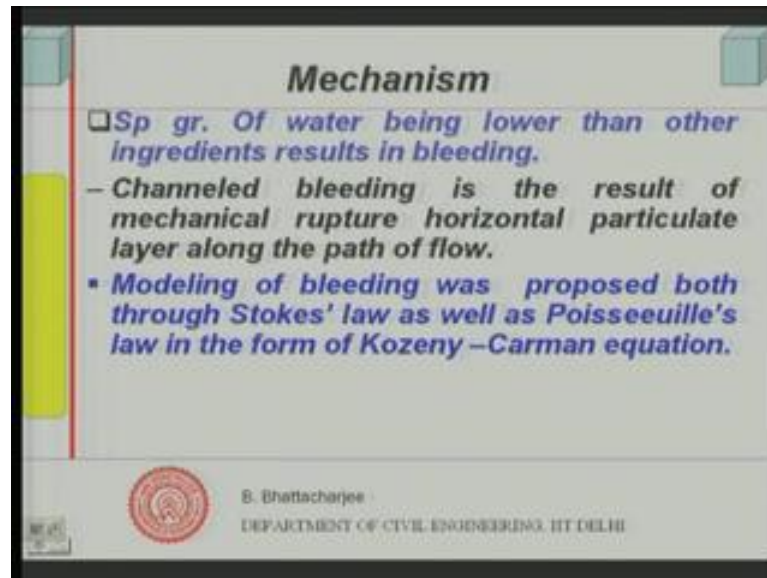 Mechanism
❑Sp gr. Of water being lower than other
ingredients results in bleeding.
– Channeled bleeding is the result of
mechanical rupture horizontal particulate
layer along the path of flow.
▪ Modeling of bleeding was proposed both
through Stokes' law as well as Poisseeuille's
law in the form of Kozeny –Carman equation.
B. Bhattacharjee
DEPARTMENT OF CIVIL ENGINEERING, IIT DELHI